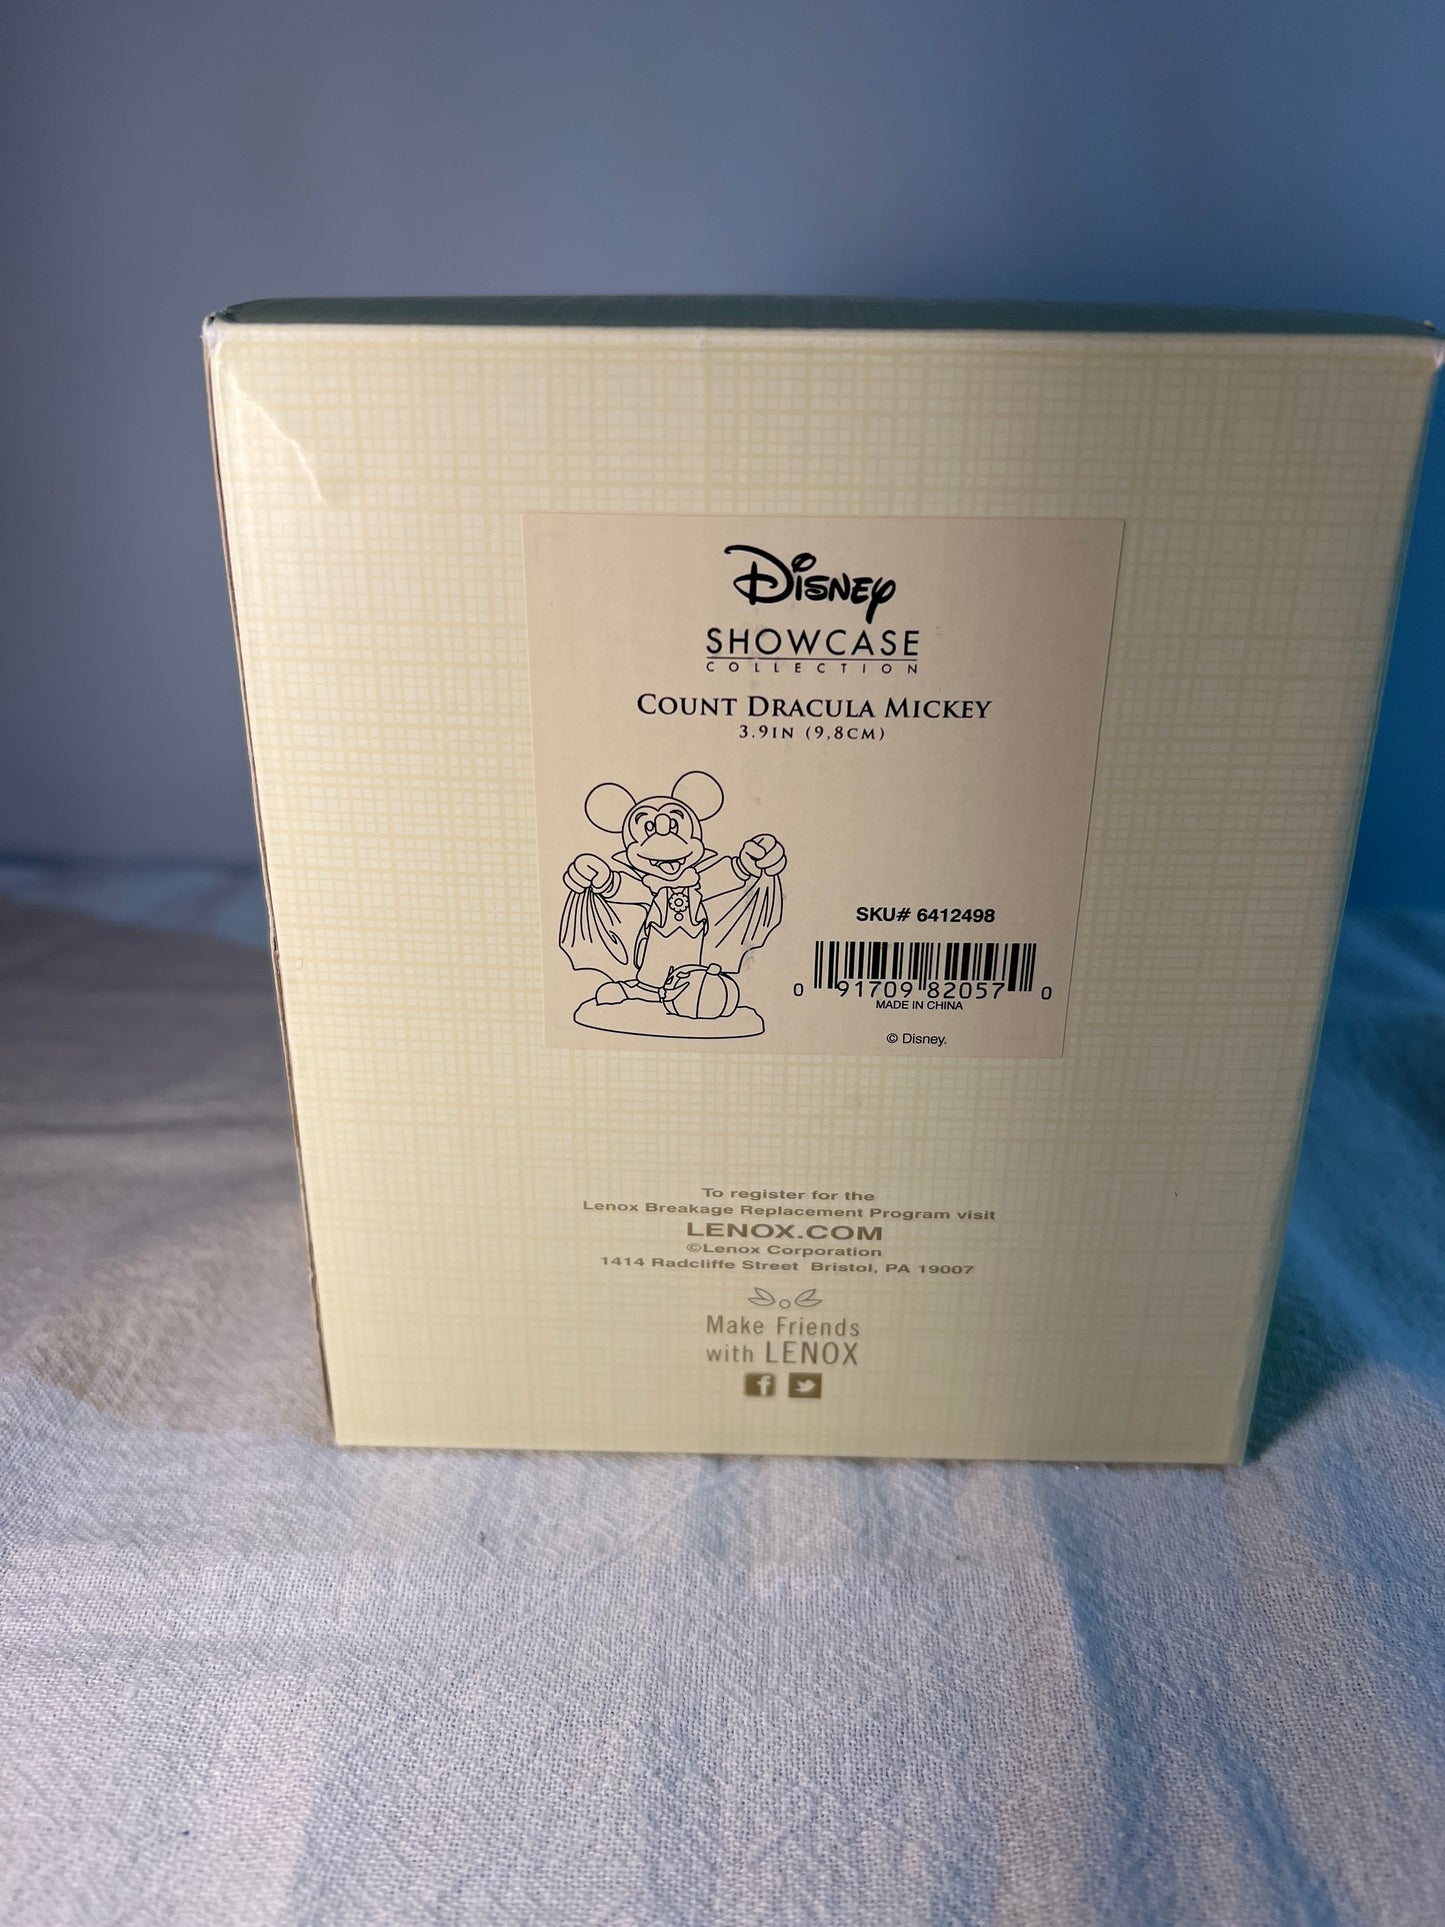 Disney
SHOWCASE
COLLECTION
COUNT DRACULA MICKEY
3.9IN (9,8CM)
SKU# 6412498
0 91709 82057 0
MADE IN CHINA
© Disney.
To register for the
Lenox Breakage Replacement Program visit
LENOX.COM
©Lenox Corporation
1414 Radcliffe Street Bristol, PA 19007
Make Friends
with LENOX